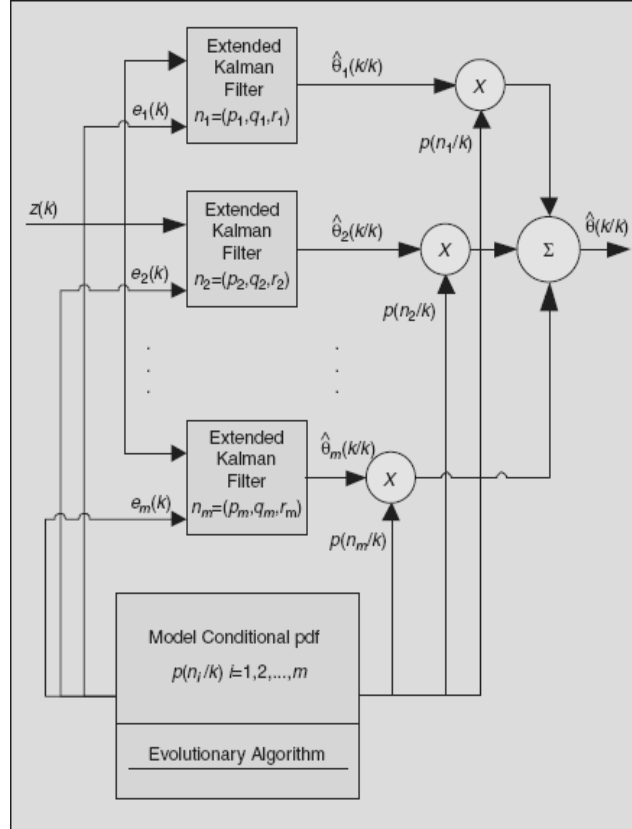 Extended
Kalman
Filter
n₁=(p₁,q₁,r₁)
θ̂₁(k/k)
X
e₁(k)
p(n₁/k)
z(k)
Extended
Kalman
Filter
n₂=(p₂,q₂,r₂)
θ̂₂(k/k)
X
Σ
θ̂(k/k)
e₂(k)
p(n₂/k)
Extended
Kalman
Filter
nₘ=(pₘ,qₘ,rₘ)
θ̂ₘ(k/k)
X
eₘ(k)
p(nₘ/k)
Model Conditional pdf
p(nᵢ/k) i=1,2,...,m
Evolutionary Algorithm